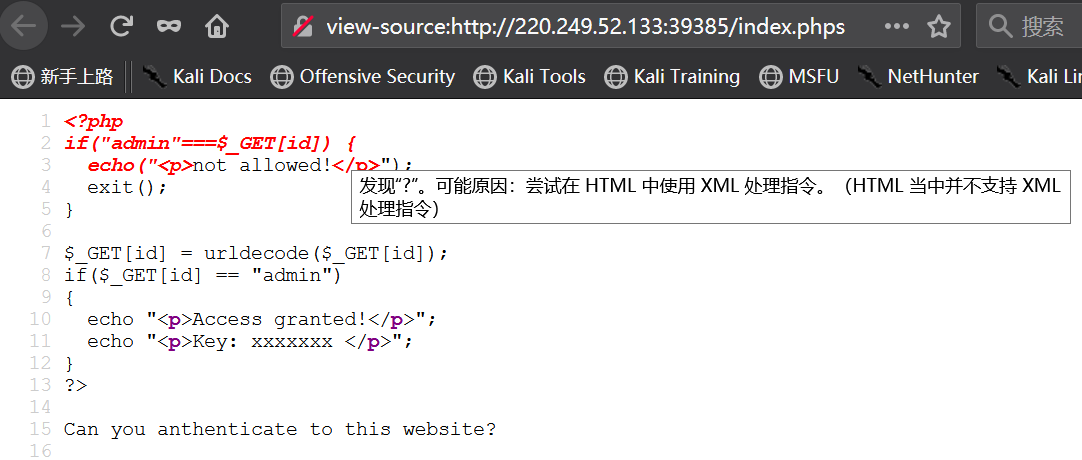 view-source:http://220.249.52.133:39385/index.phps
搜索
新手上路 Kali Docs Offensive Security Kali Tools Kali Training MSFU NetHunter Kali Lin
1 <?php
2 if("admin"===$_GET[id]) {
3   echo("<p>not allowed!</p>");
4   exit();
5 }
6
7 $_GET[id] = urldecode($_GET[id]);
8 if($_GET[id] == "admin")
9 {
10   echo "<p>Access granted!</p>";
11   echo "<p>Key: xxxxxxx </p>";
12 }
13 ?>
14
15 Can you anthenticate to this website?
16
发现“?”。可能原因：尝试在 HTML 中使用 XML 处理指令。（HTML 当中并不支持 XML
处理指令）